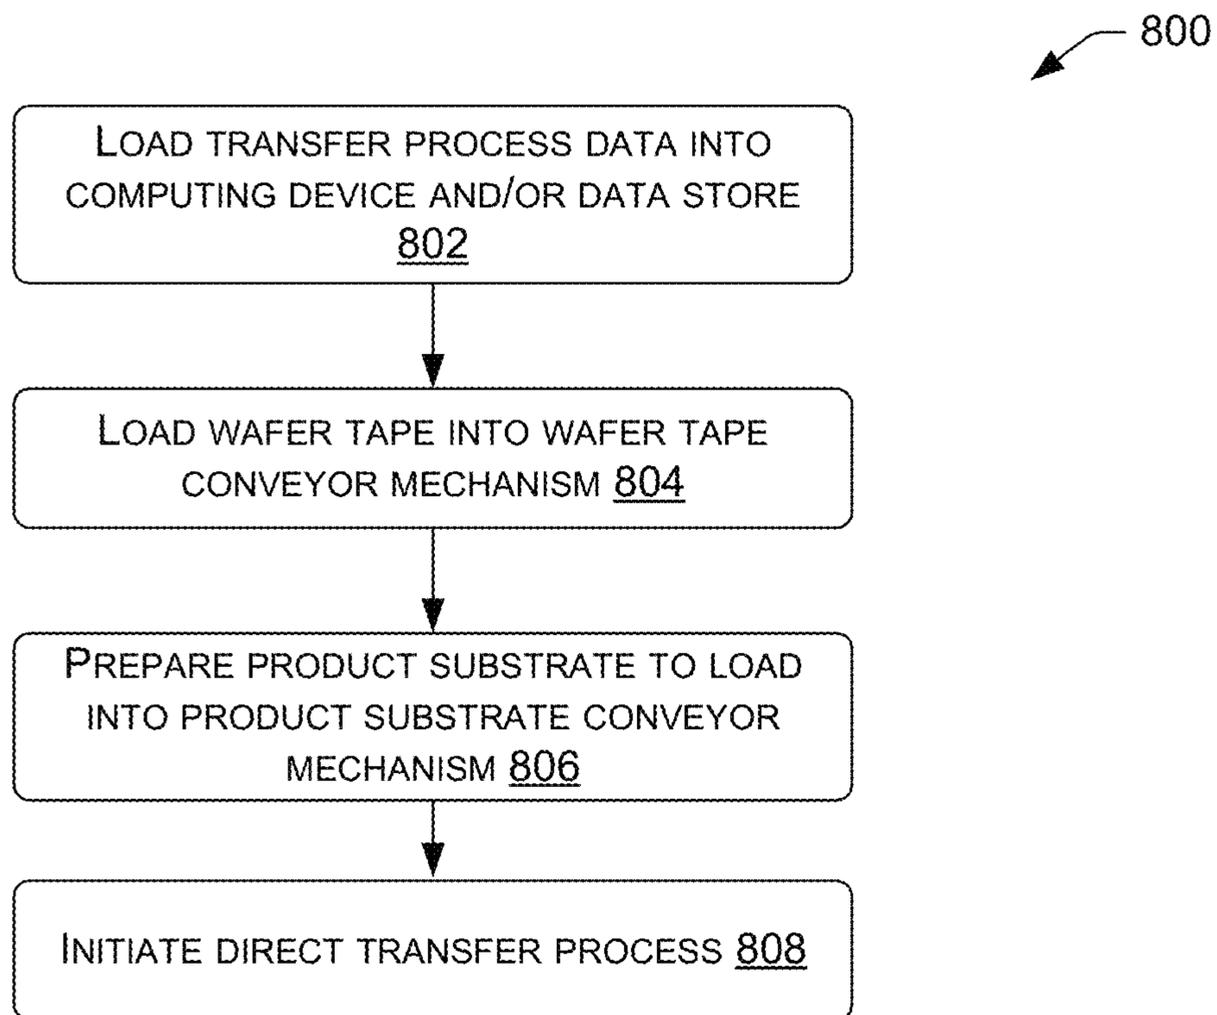 800
LOAD TRANSFER PROCESS DATA INTO
COMPUTING DEVICE AND/OR DATA STORE
802
LOAD WAFER TAPE INTO WAFER TAPE
CONVEYOR MECHANISM 804
PREPARE PRODUCT SUBSTRATE TO LOAD
INTO PRODUCT SUBSTRATE CONVEYOR
MECHANISM 806
INITIATE DIRECT TRANSFER PROCESS 808